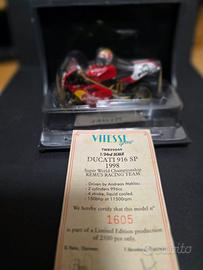 VITESSE
1/24nd SCALE
DUCATI 916 SP
1998
Super World Championship
REMUS RACING TEAM
- Driven by Andreas Meklau
- 2 cylinders 996cc
- 4 stroke, liquid cooled.
- 150bhp at 11500rpm
We hereby certify that this model n°
1605
is part of a Limited Edition production
of 2500 pcs only.